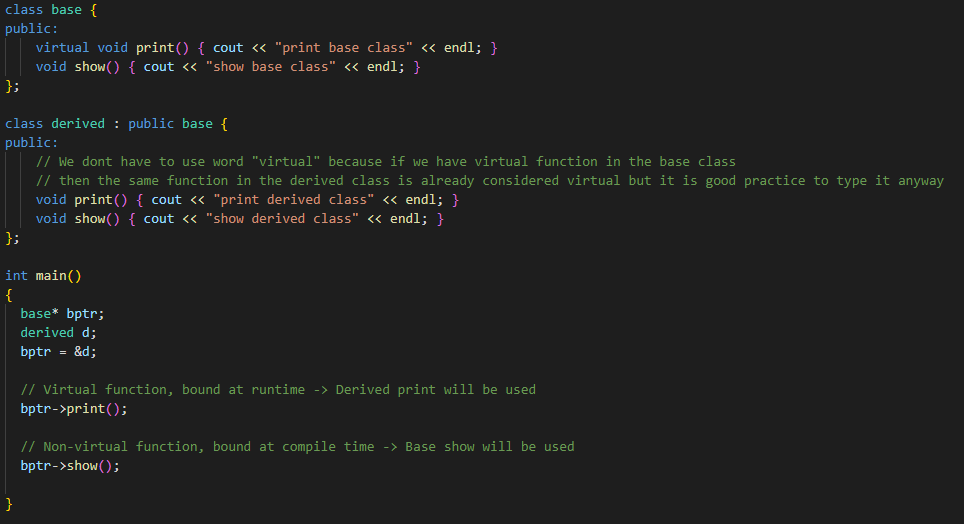 class base {
public:
    virtual void print() { cout << "print base class" << endl; }
    void show() { cout << "show base class" << endl; }
};

class derived : public base {
public:
    // We dont have to use word "virtual" because if we have virtual function in the base class
    // then the same function in the derived class is already considered virtual but it is good practice to type it anyway
    void print() { cout << "print derived class" << endl; }
    void show() { cout << "show derived class" << endl; }
};

int main()
{
  base* bptr;
  derived d;
  bptr = &d;

  // Virtual function, bound at runtime -> Derived print will be used
  bptr->print();

  // Non-virtual function, bound at compile time -> Base show will be used
  bptr->show();

}